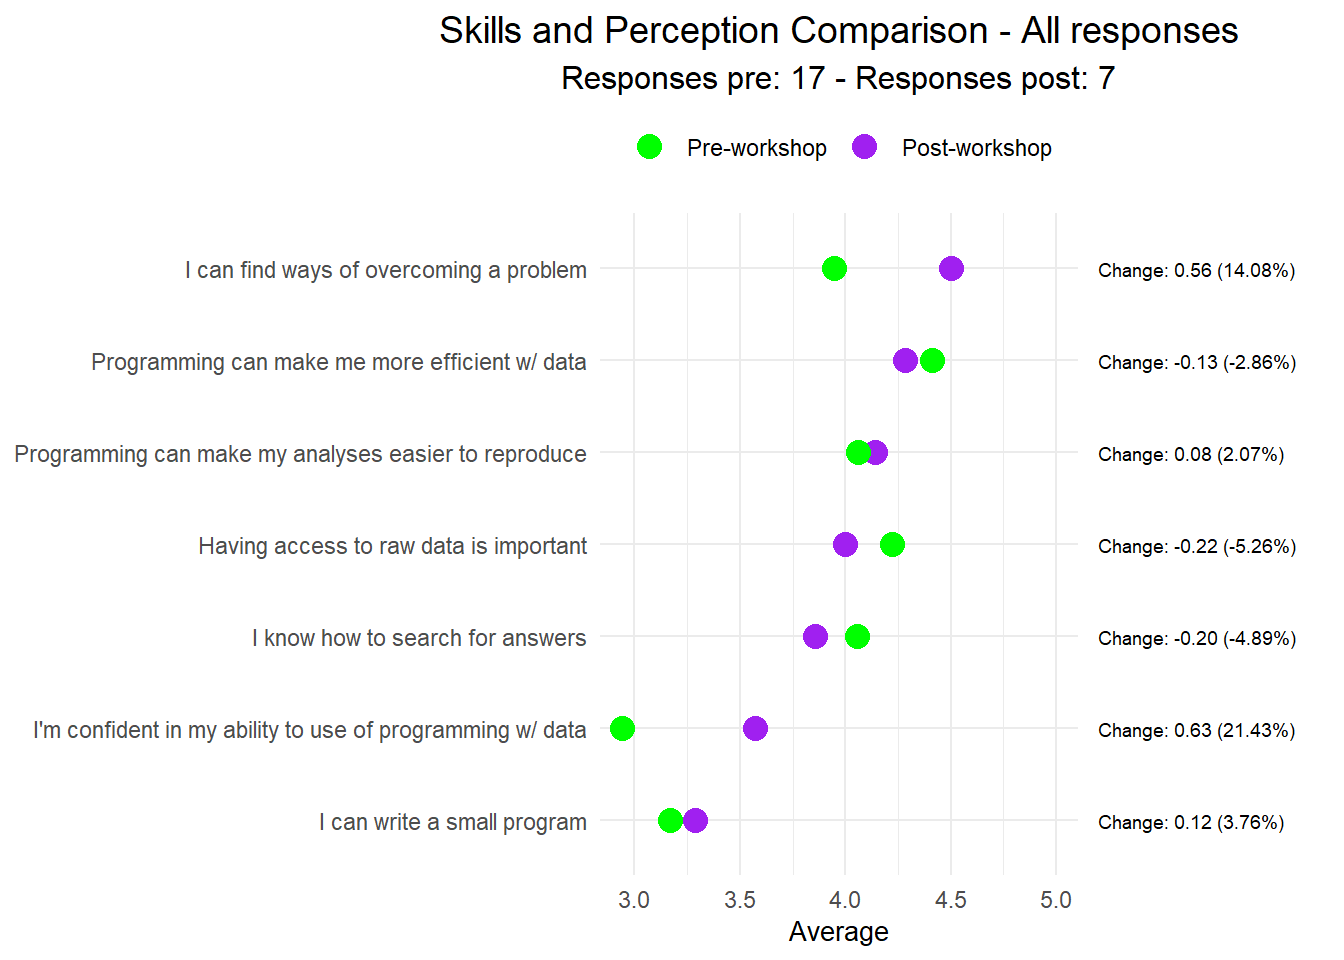 Skills and Perception Comparison - All responses
Responses pre: 17 - Responses post: 7
Pre-workshop Post-workshop
I can find ways of overcoming a problem Change: 0.56 (14.08%)
Programming can make me more efficient w/ data Change: -0.13 (-2.86%)
Programming can make my analyses easier to reproduce Change: 0.08 (2.07%)
Having access to raw data is important Change: -0.22 (-5.26%)
I know how to search for answers Change: -0.20 (-4.89%)
I'm confident in my ability to use of programming w/ data Change: 0.63 (21.43%)
I can write a small program Change: 0.12 (3.76%)
3.0 3.5 4.0 4.5 5.0
Average